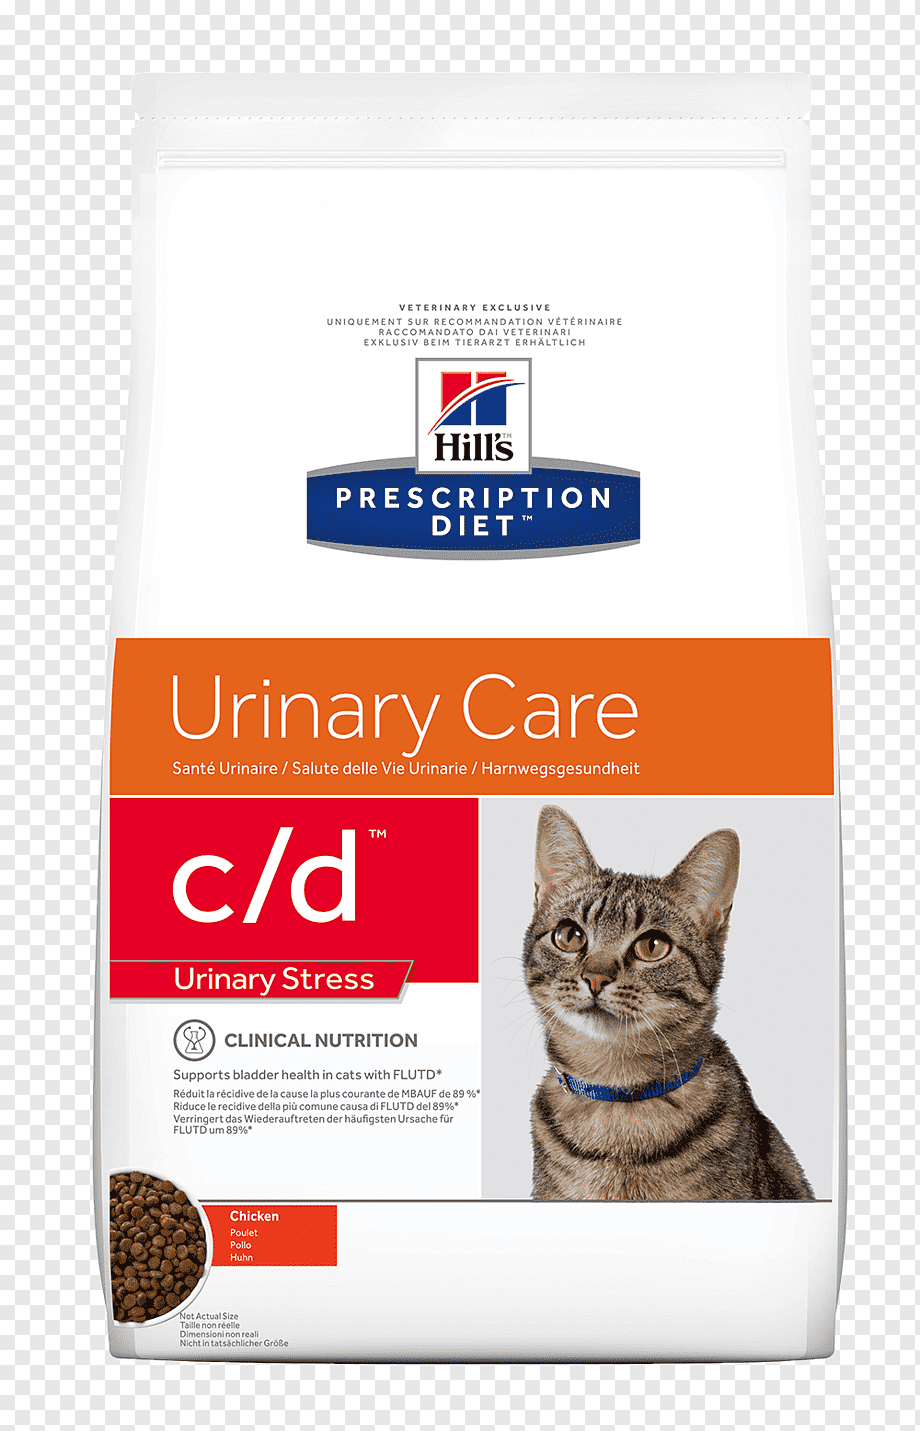 VETERINARY EXCLUSIVE
UNIQUEMENT SUR RECOMMANDATION VÉTÉRINAIRE
RACCOMANDATO DAI VETERINARI
EXKLUSIV BEIM TIERARZT ERHÄLTLICH
Hill's™
PRESCRIPTION
DIET™
Urinary Care
Santé Urinaire / Salute delle Vie Urinarie / Harnwegsgesundheit
c/d™
Urinary Stress
CLINICAL NUTRITION
Supports bladder health in cats with FLUTD*
Réduit la récidive de la cause la plus courante de MBAUF de 89 %*
Riduce le recidive della più comune causa di FLUTD del 89%*
Verringert das Wiederauftreten der häufigsten Ursache für
FLUTD um 89%*
Chicken
Poulet
Pollo
Huhn
Not Actual Size
Taille non réelle
Dimensioni non reali
Nicht in tatsächlicher Größe